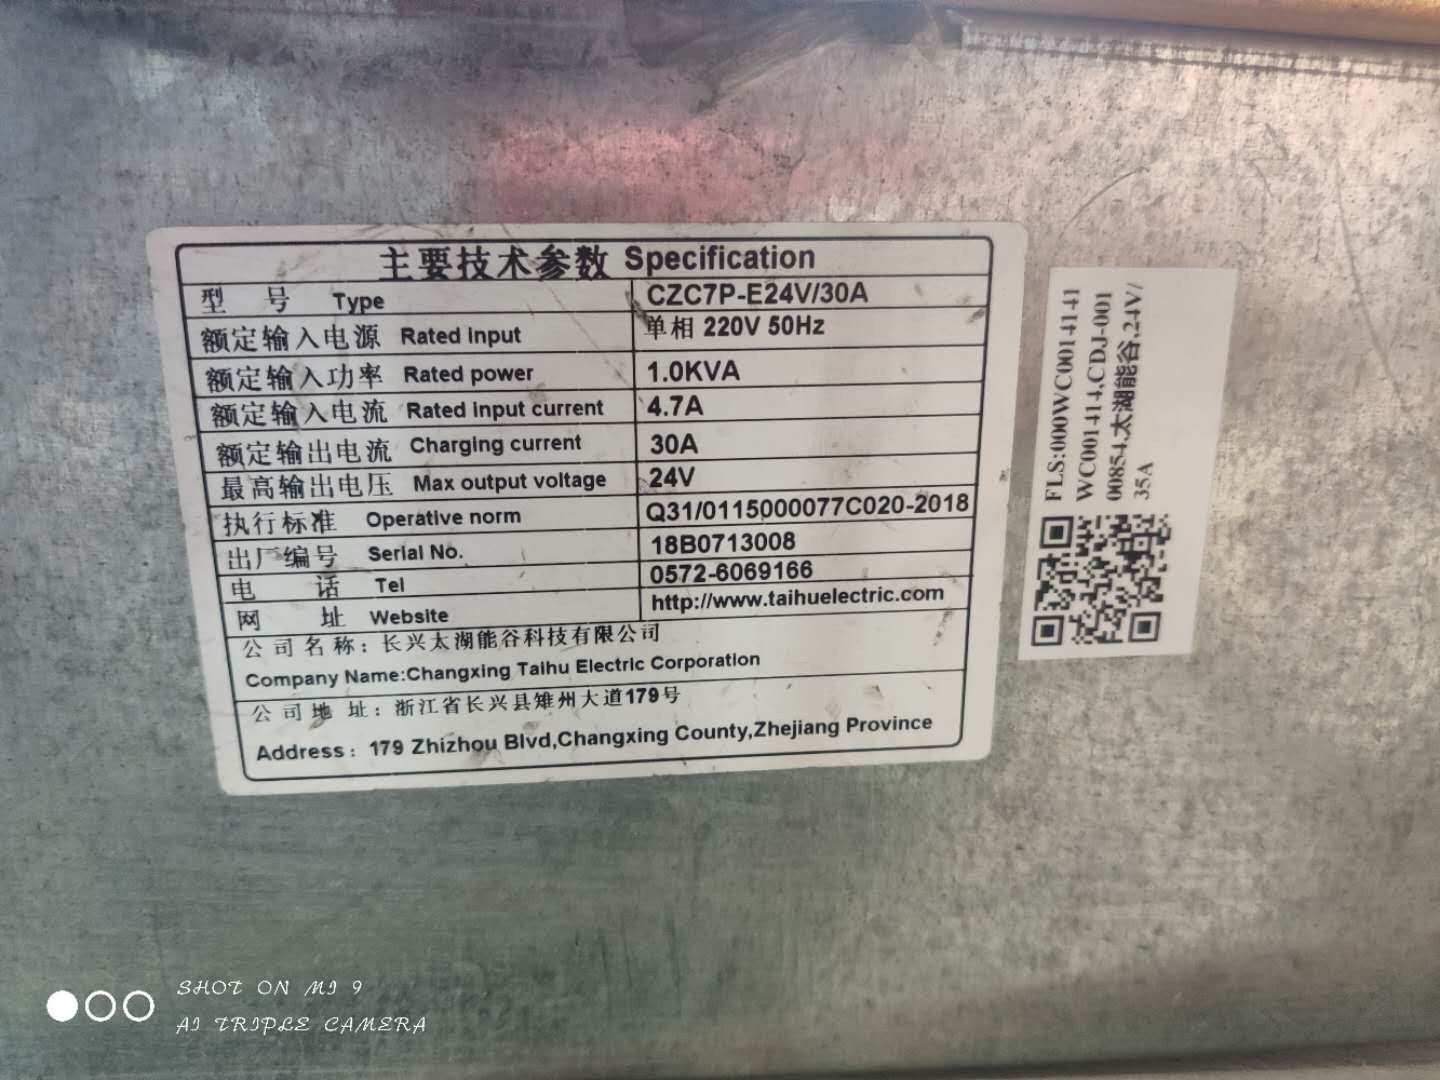 主要技术参数 Specification
型 号 Type CZC7P-E24V/30A
额定输入电源 Rated input 单相 220V 50Hz
额定输入功率 Rated power 1.0KVA
额定输入电流 Rated input current 4.7A
额定输出电流 Charging current 30A
最高输出电压 Max output voltage 24V
执行标准 Operative norm Q31/0115000077C020-2018
出厂编号 Serial No. 18B0713008
电 话 Tel 0572-6069166
网 址 Website http://www.taihuelectric.com
公司名称：长兴太湖能谷科技有限公司
Company Name:Changxing Taihu Electric Corporation
公司地址：浙江省长兴县雉州大道179号
Address：179 Zhizhou Blvd,Changxing County,Zhejiang Province
FLS:000WC0014141
WC001414,CDJ-001
00854,太湖能谷,24V/
35A
SHOT ON MI 9
AI TRIPLE CAMERA